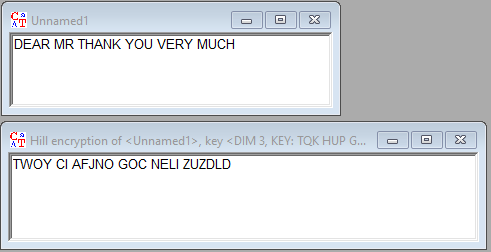 Unnamed1
DEAR MR THANK YOU VERY MUCH
Hill encryption of <Unnamed1>, key <DIM 3, KEY: TQK HUP G...
TWOY CI AFJNO GOC NELI ZUZDLD